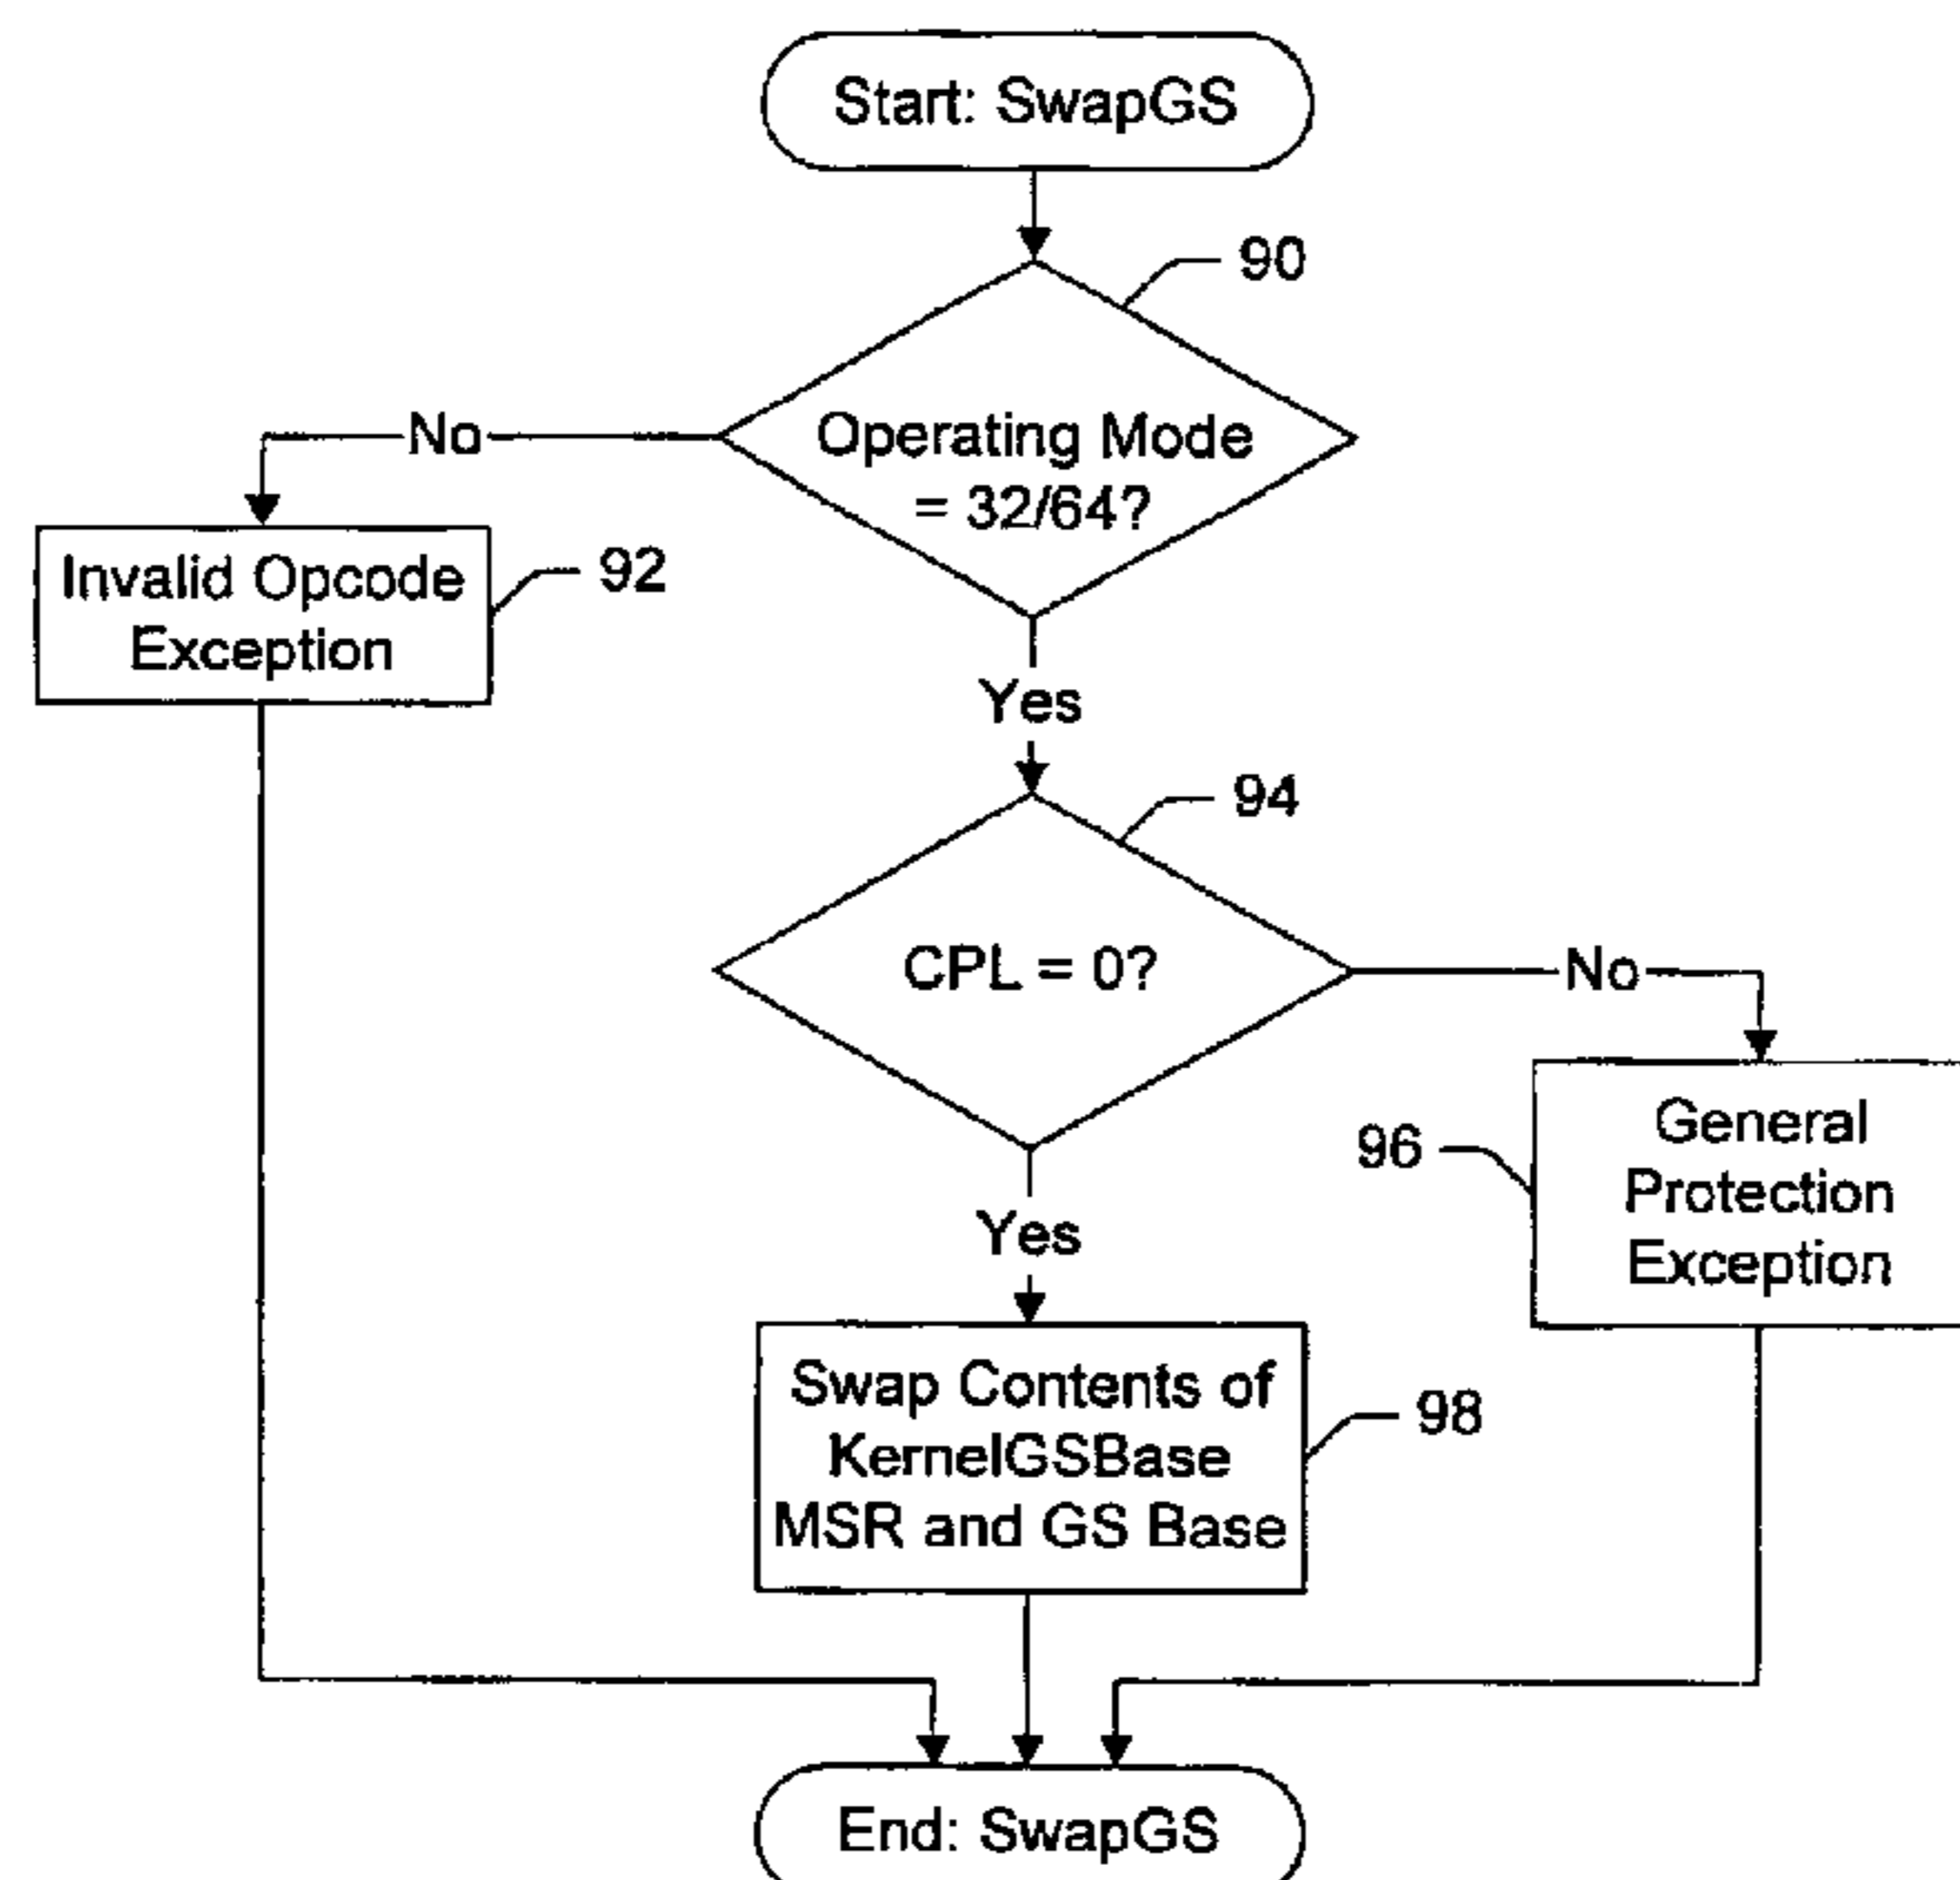 Start: SwapGS
90
Operating Mode
= 32/64?
No
Invalid Opcode
Exception
92
Yes
94
CPL = 0?
No
96
General
Protection
Exception
Yes
Swap Contents of
KernelGSBase
MSR and GS Base
98
End: SwapGS